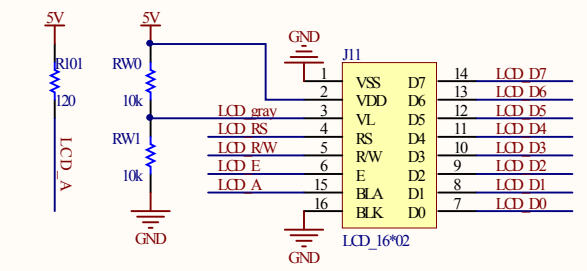 5V
5V
GND
R101
120
RW0
10k
RW1
10k
GND
LCD_A
J11
1 VSS D7 14 LCD_D7
2 VDD D6 13 LCD_D6
LCD_gray 3 VL D5 12 LCD_D5
LCD_RS 4 RS D4 11 LCD_D4
LCD_R/W 5 R/W D3 10 LCD_D3
LCD_E 6 E D2 9 LCD_D2
LCD_A 15 BLA D1 8 LCD_D1
16 BLK D0 7 LCD_D0
LCD_16*02
GND